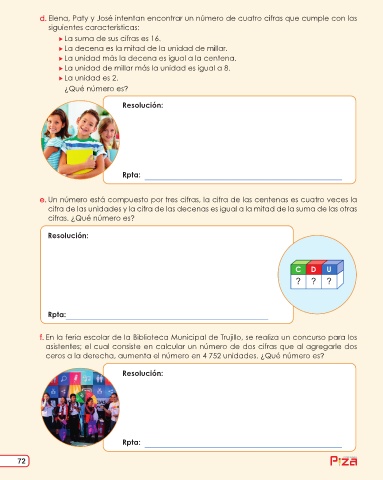 d. Elena, Paty y José intentan encontrar un número de cuatro cifras que cumple con las
siguientes características:
▶ La suma de sus cifras es 16.
▶ La decena es la mitad de la unidad de millar.
▶ La unidad más la decena es igual a la centena.
▶ La unidad de millar más la unidad es igual a 8.
▶ La unidad es 2.
¿Qué número es?
Resolución:
Rpta:
e. Un número está compuesto por tres cifras, la cifra de las centenas es cuatro veces la
cifra de las unidades y la cifra de las decenas es igual a la mitad de la suma de las otras
cifras. ¿Qué número es?
Resolución:
C D U
? ? ?
Rpta:
f. En la feria escolar de la Biblioteca Municipal de Trujillo, se realiza un concurso para los
asistentes; el cual consiste en calcular un número de dos cifras que al agregarle dos
ceros a la derecha, aumenta el número en 4 752 unidades. ¿Qué número es?
Resolución:
Rpta:
72